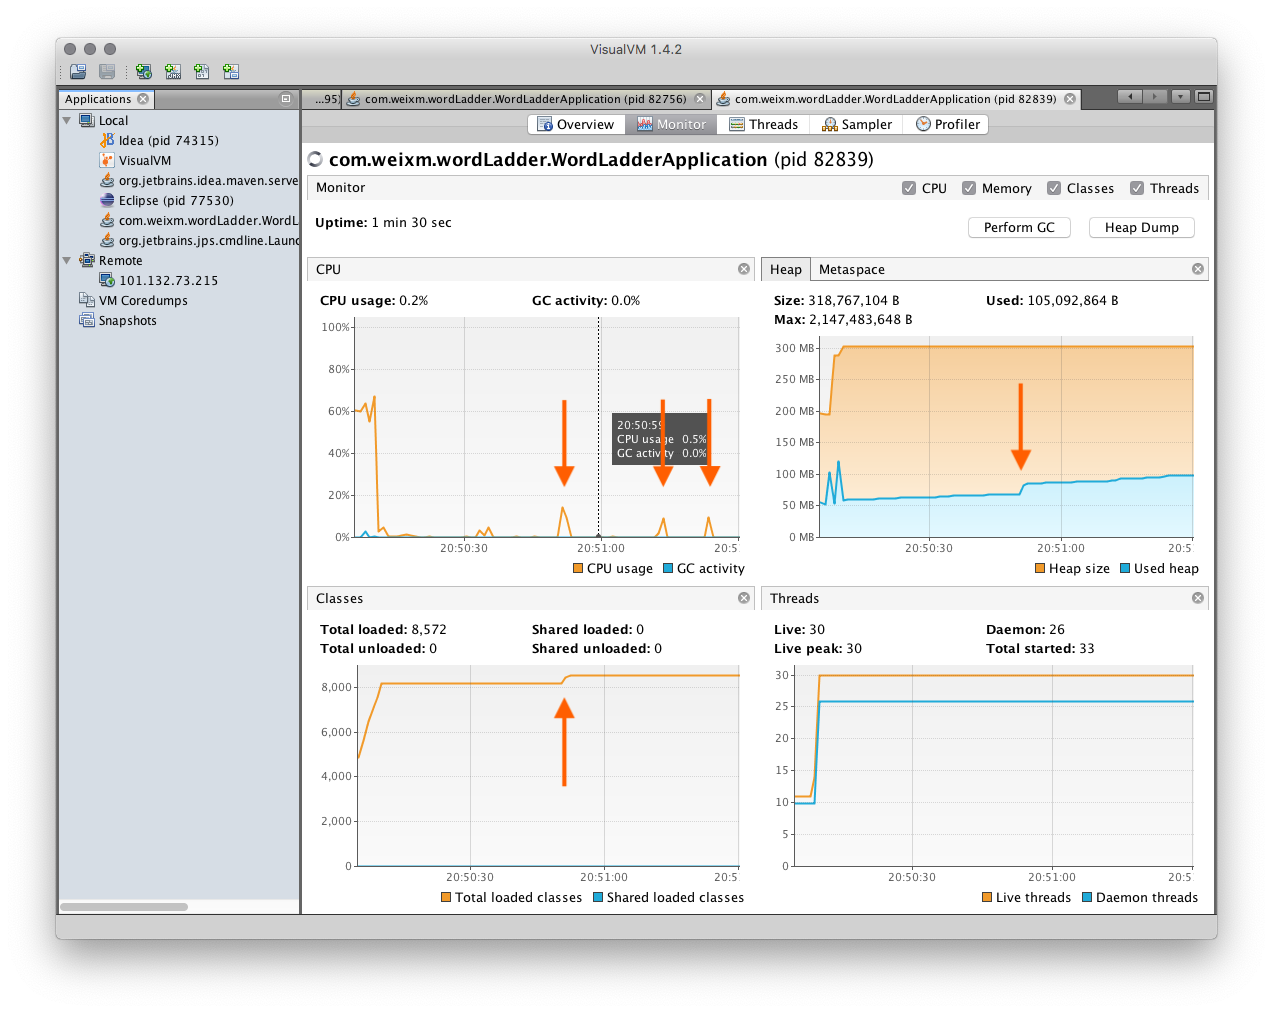 VisualVM 1.4.2
Applications
...95)
com.weixm.wordLadder.WordLadderApplication (pid 82756)
com.weixm.wordLadder.WordLadderApplication (pid 82839)
Local
Idea (pid 74315)
VisualVM
org.jetbrains.idea.maven.serve
Eclipse (pid 77530)
com.weixm.wordLadder.WordL
org.jetbrains.jps.cmdline.Laun
Remote
101.132.73.215
VM Coredumps
Snapshots
Overview Monitor Threads Sampler Profiler
com.weixm.wordLadder.WordLadderApplication (pid 82839)
Monitor CPU Memory Classes Threads
Uptime: 1 min 30 sec Perform GC Heap Dump
CPU
CPU usage: 0.2% GC activity: 0.0%
100%
80%
60%
40%
20%
0%
20:50:59
CPU usage 0.5%
GC activity 0.0%
20:50:30 20:51:00 20:5
CPU usage GC activity
Heap Metaspace
Size: 318,767,104 B Used: 105,092,864 B
Max: 2,147,483,648 B
300 MB
250 MB
200 MB
150 MB
100 MB
50 MB
0 MB
20:50:30 20:51:00 20:5
Heap size Used heap
Classes
Total loaded: 8,572 Shared loaded: 0
Total unloaded: 0 Shared unloaded: 0
8,000
6,000
4,000
2,000
0
20:50:30 20:51:00 20:5
Total loaded classes Shared loaded classes
Threads
Live: 30 Daemon: 26
Live peak: 30 Total started: 33
30
25
20
15
10
5
0
20:50:30 20:51:00 20:5
Live threads Daemon threads